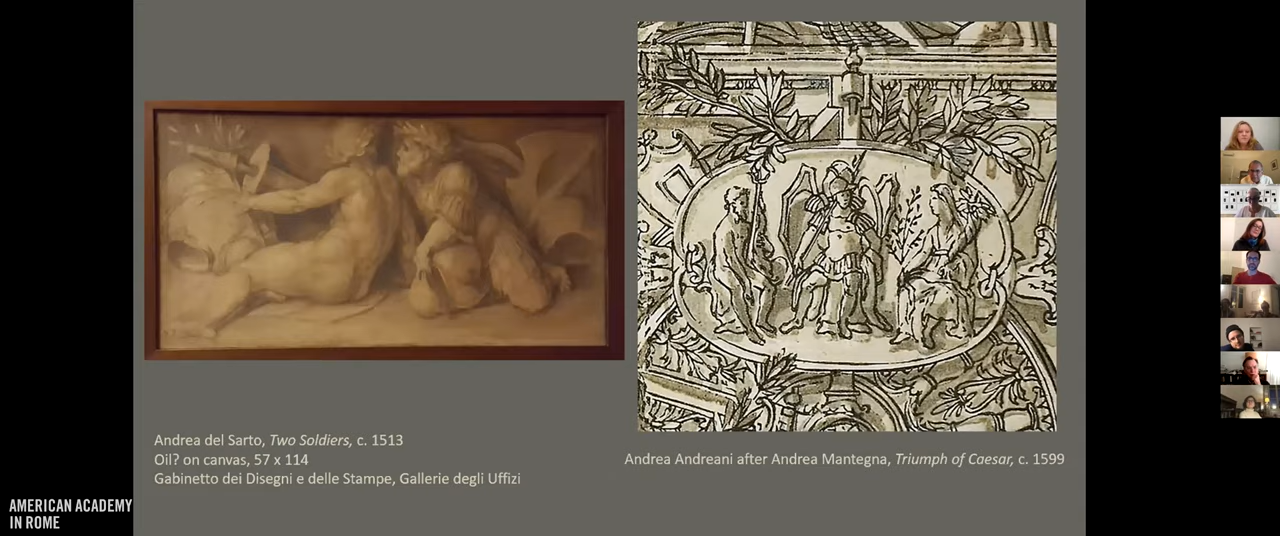 Andrea del Sarto, Two Soldiers, c. 1513
Oil? on canvas, 57 x 114
Gabinetto dei Disegni e delle Stampe, Gallerie degli Uffizi
Andrea Andreani after Andrea Mantegna, Triumph of Caesar, c. 1599
AMERICAN ACADEMY
IN ROME